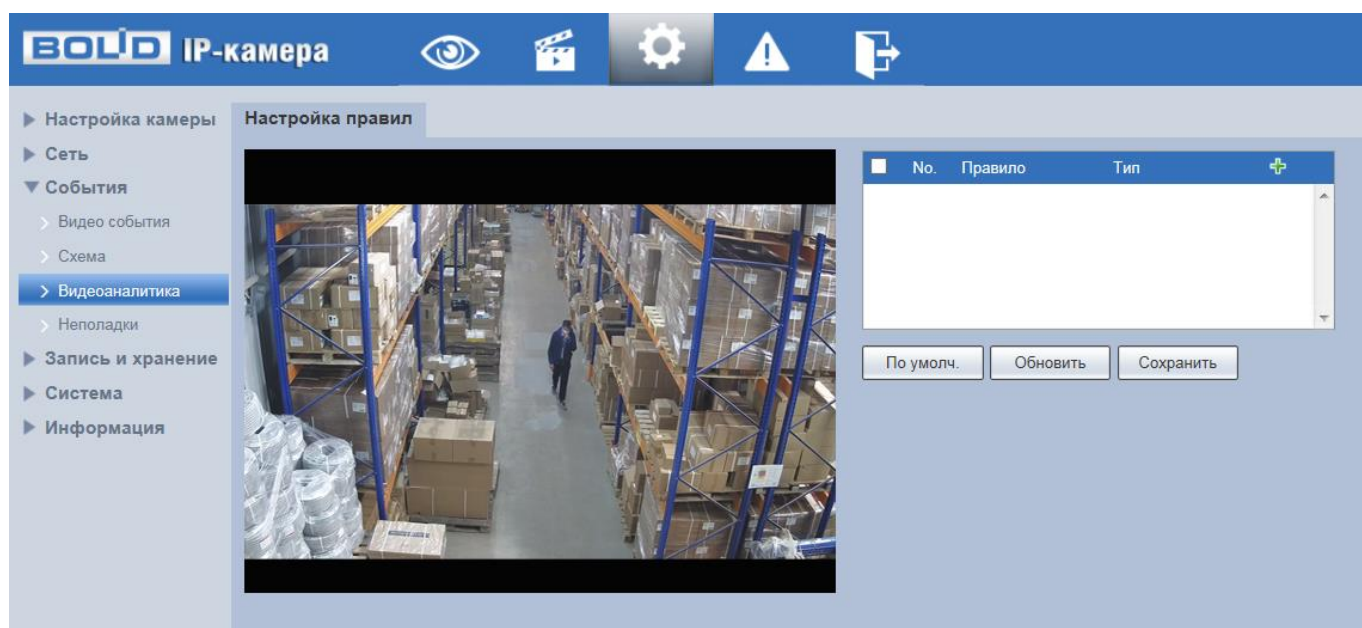 BOLID IP-камера
Настройка камеры
Сеть
События
Видео события
Схема
Видеоаналитика
Неполадки
Запись и хранение
Система
Информация
Настройка правил
No. Правило Тип
По умолч. Обновить Сохранить